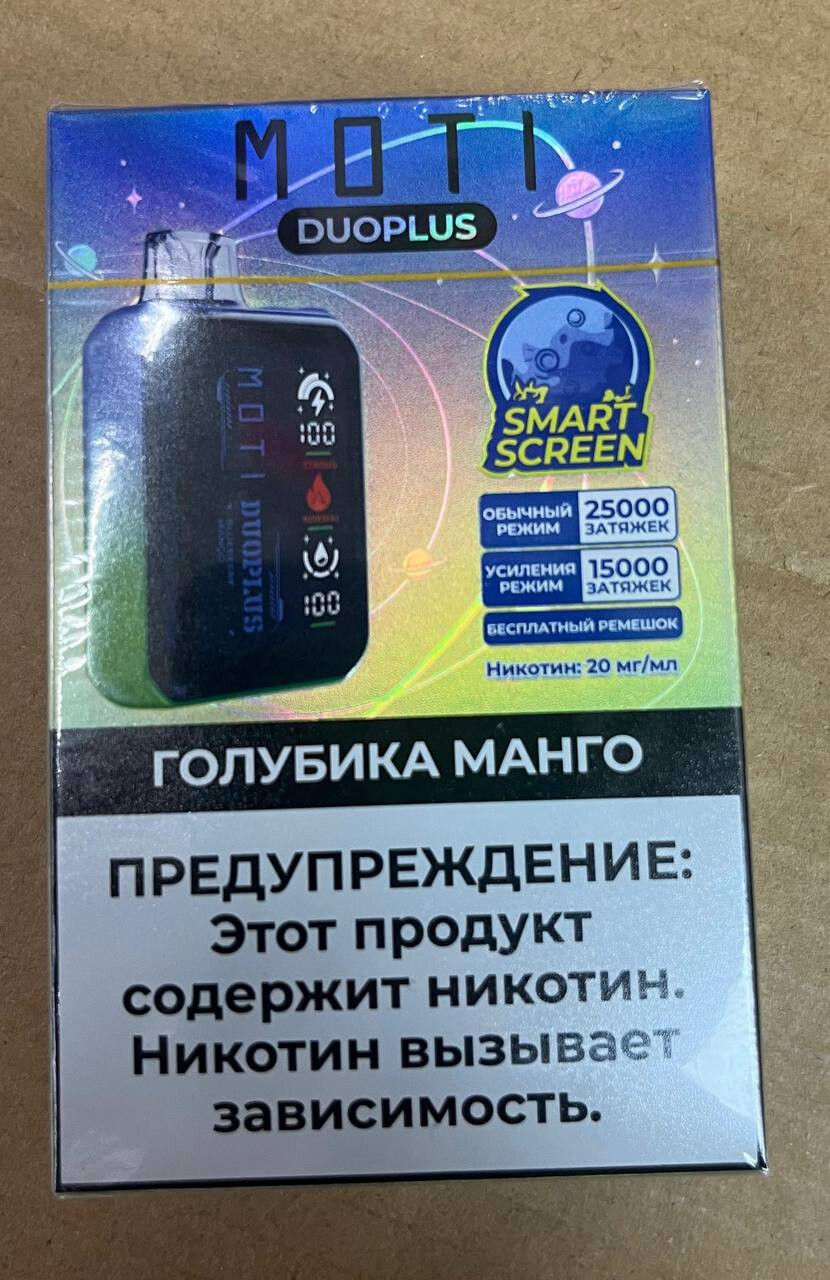 MOTI
DUOPLUS
SMART
SCREEN
MOTI DUOPLUS
100
STRONG
100
ОБЫЧНЫЙ
РЕЖИМ
25000
ЗАТЯЖЕК
УСИЛЕНИЯ
РЕЖИМ
15000
ЗАТЯЖЕК
БЕСПЛАТНЫЙ РЕМЕШОК
Никотин: 20 мг/мл
ГОЛУБИКА МАНГО
ПРЕДУПРЕЖДЕНИЕ:
Этот продукт
содержит никотин.
Никотин вызывает
зависимость.